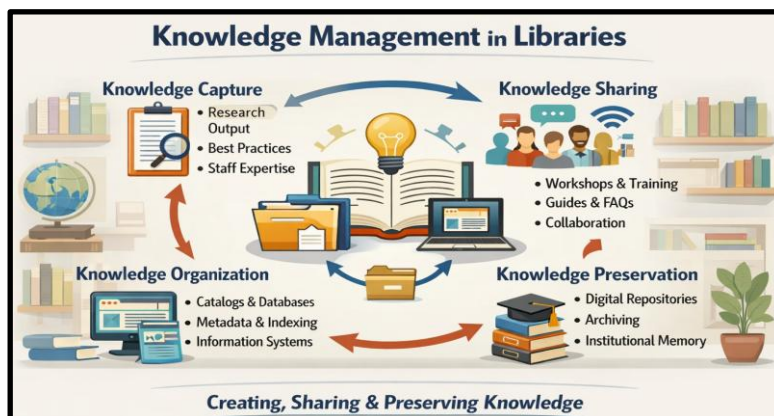 Knowledge Management in Libraries
Knowledge Capture
• Research
Output
• Best Practices
• Staff Expertise
Knowledge Sharing
• Workshops & Training
• Guides & FAQs
• Collaboration
Knowledge Organization
• Catalogs & Databases
• Metadata & Indexing
• Information Systems
Knowledge Preservation
• Digital Repositories
• Archiving
• Institutional Memory
Creating, Sharing & Preserving Knowledge